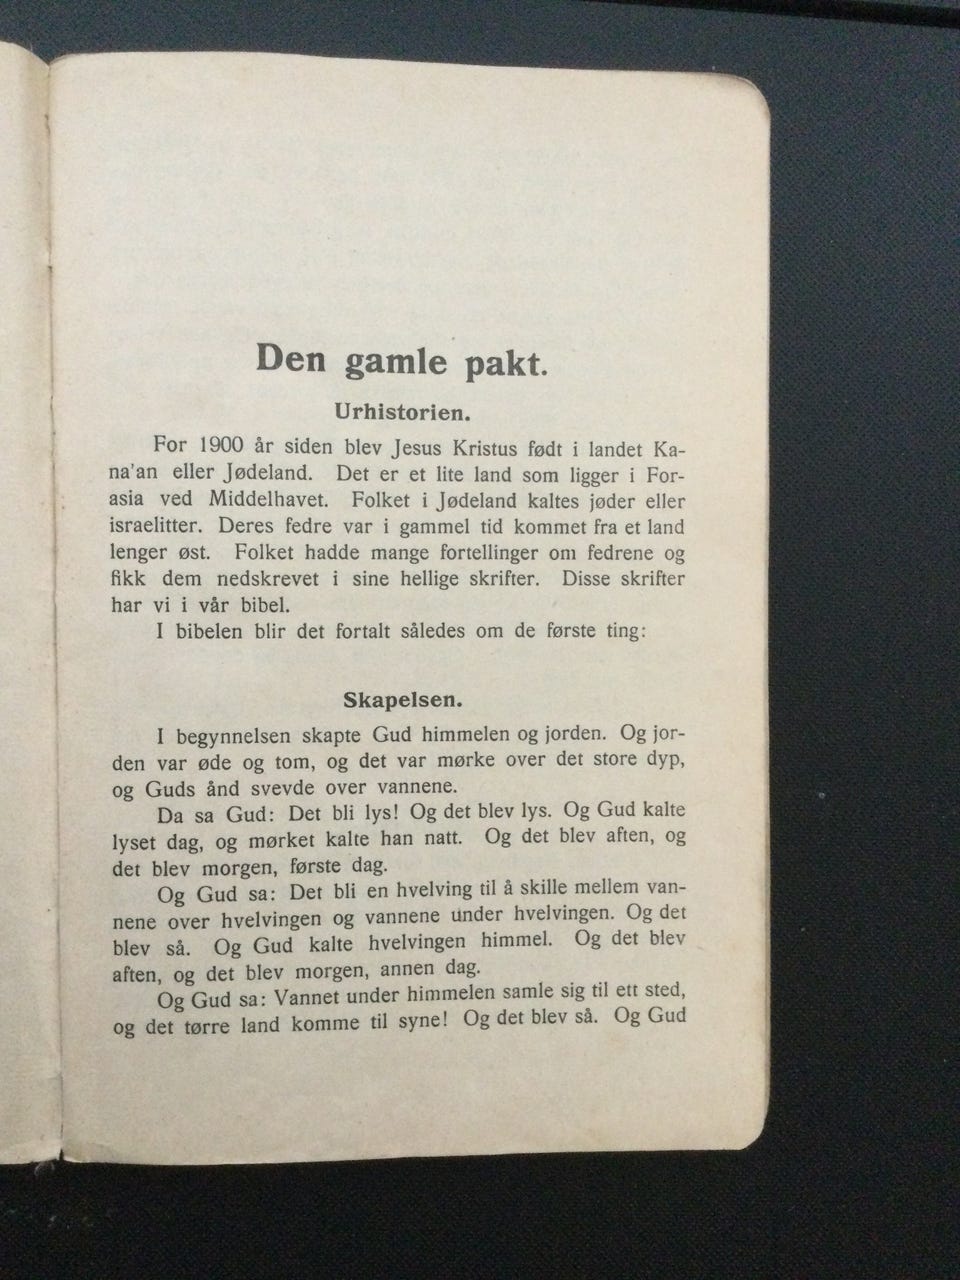 Den gamle pakt.
Urhistorien.
For 1900 år siden blev Jesus Kristus født i landet Ka-
na'an eller Jødeland. Det er et lite land som ligger i For-
asia ved Middelhavet. Folket i Jødeland kaltes jøder eller
israelitter. Deres fedre var i gammel tid kommet fra et land
lenger øst. Folket hadde mange fortellinger om fedrene og
fikk dem nedskrevet i sine hellige skrifter. Disse skrifter
har vi i vår bibel.
I bibelen blir det fortalt således om de første ting:
Skapelsen.
I begynnelsen skapte Gud himmelen og jorden. Og jor-
den var øde og tom, og det var mørke over det store dyp,
og Guds ånd svevde over vannene.
Da sa Gud: Det bli lys! Og det blev lys. Og Gud kalte
lyset dag, og mørket kalte han natt. Og det blev aften, og
det blev morgen, første dag.
Og Gud sa: Det bli en hvelving til å skille mellem van-
nene over hvelvingen og vannene under hvelvingen. Og det
blev så. Og Gud kalte hvelvingen himmel. Og det blev
aften, og det blev morgen, annen dag.
Og Gud sa: Vannet under himmelen samle sig til ett sted,
og det tørre land komme til syne! Og det blev så. Og Gud